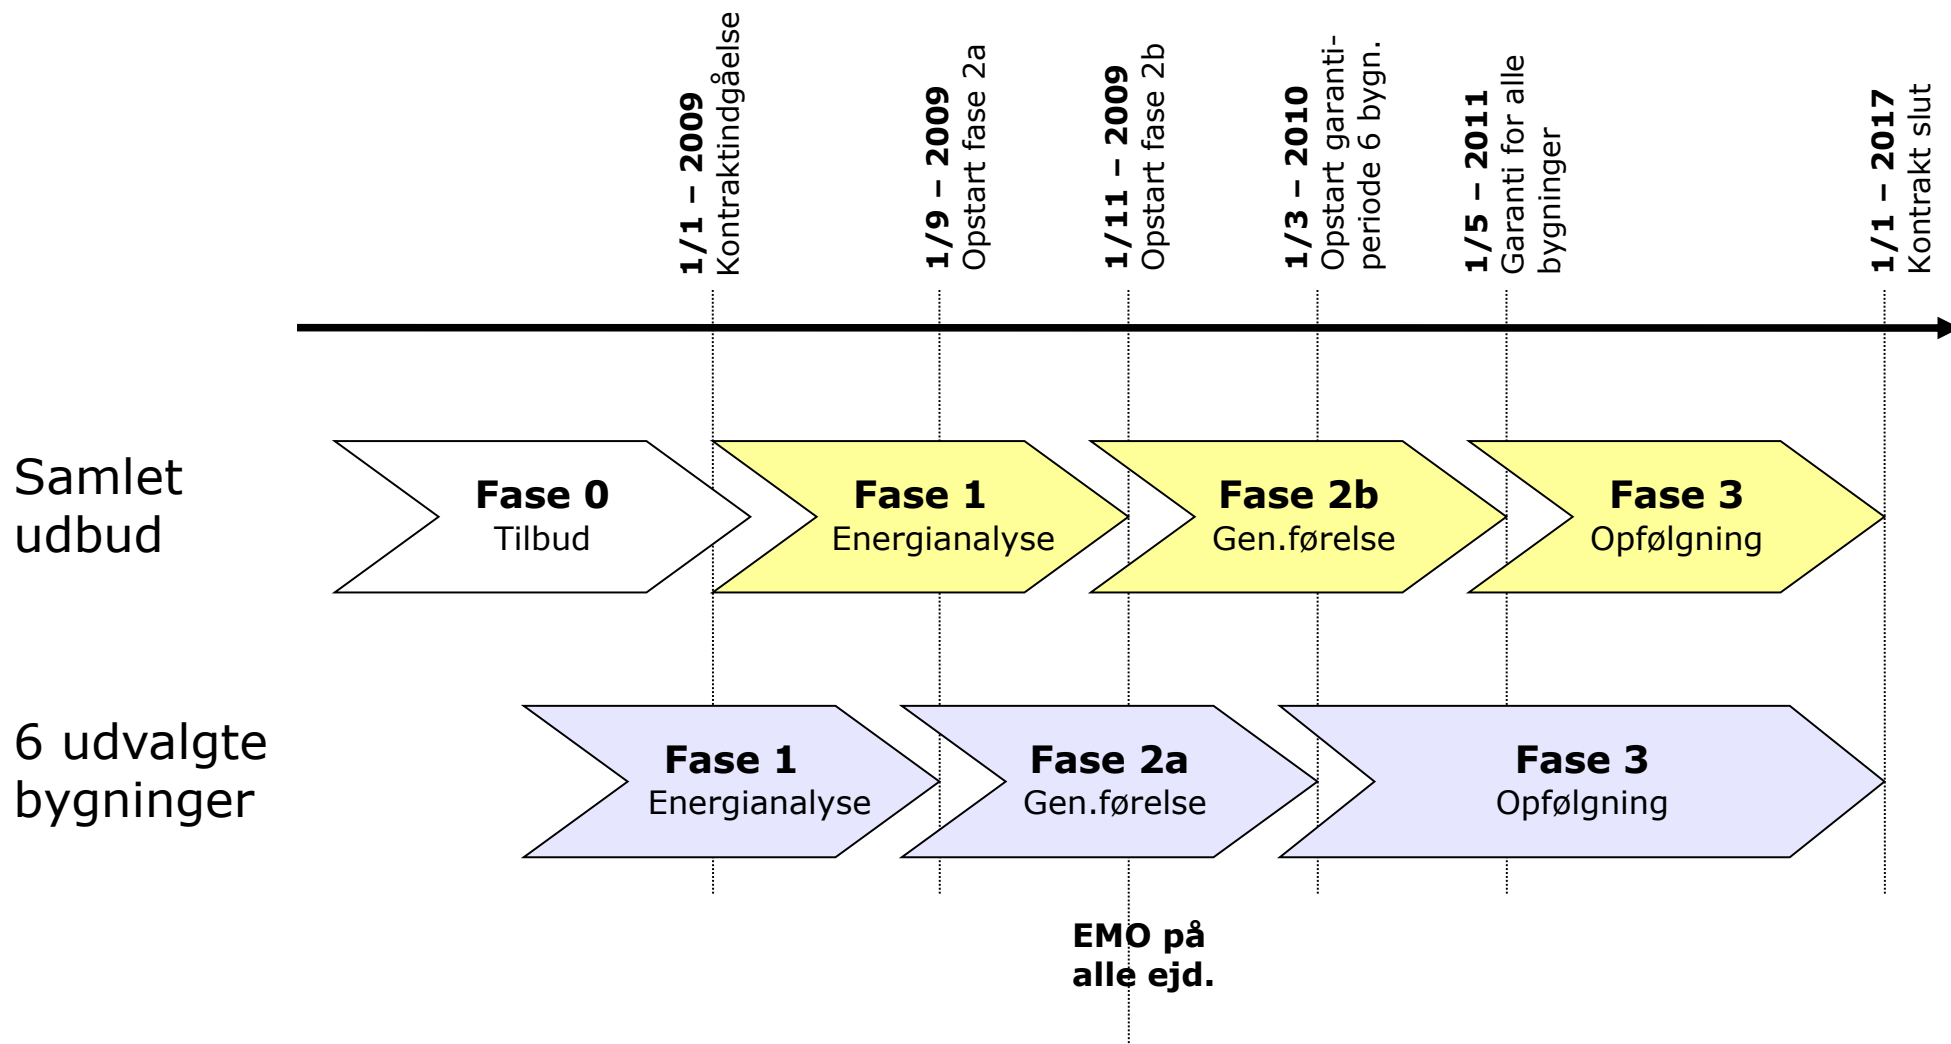 1/1 – 2009
Kontraktindgåelse
1/9 – 2009
Opstart fase 2a
1/11 – 2009
Opstart fase 2b
1/3 – 2010
Opstart garanti-
periode 6 bygn.
1/5 – 2011
Garanti for alle
bygninger
1/1 – 2017
Kontrakt slut
Samlet
udbud
Fase 0
Tilbud
Fase 1
Energianalyse
Fase 2b
Gen.førelse
Fase 3
Opfølgning
6 udvalgte
bygninger
Fase 1
Energianalyse
Fase 2a
Gen.førelse
Fase 3
Opfølgning
EMO på
alle ejd.